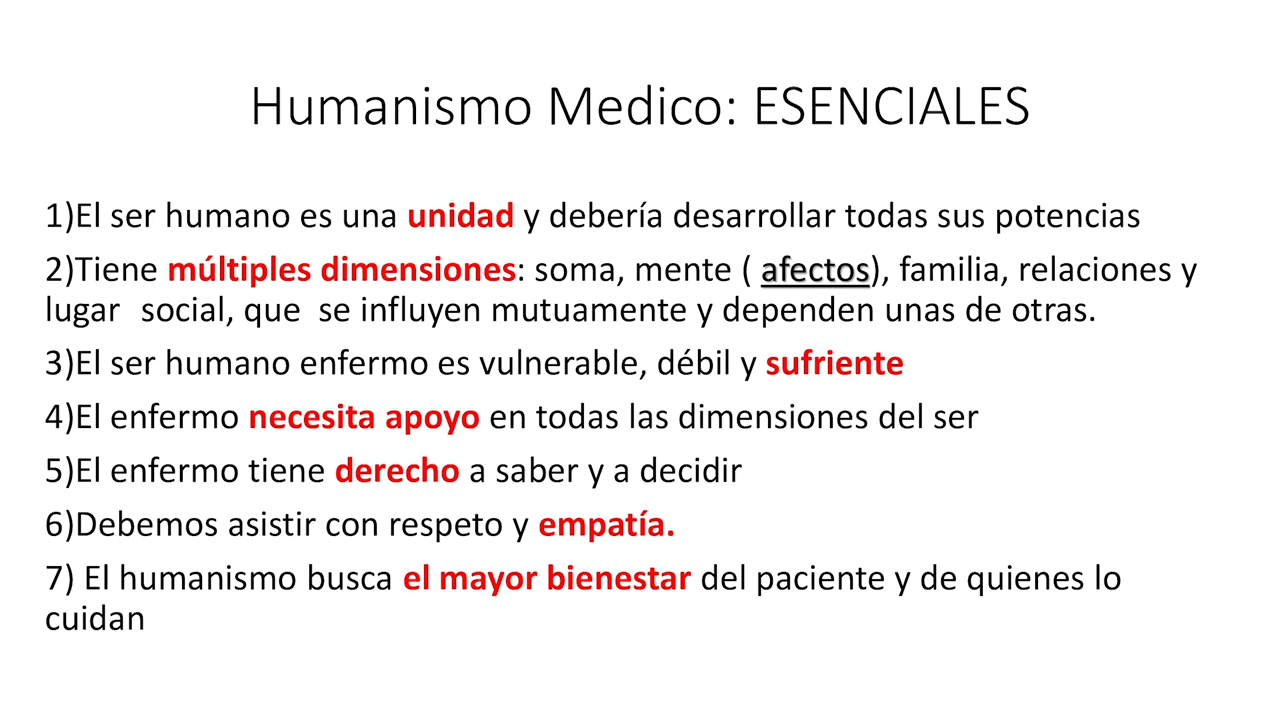 Humanismo Medico: ESENCIALES
1)El ser humano es una unidad y debería desarrollar todas sus potencias
2)Tiene múltiples dimensiones: soma, mente ( afectos), familia, relaciones y
lugar  social, que  se influyen mutuamente y dependen unas de otras.
3)El ser humano enfermo es vulnerable, débil y sufriente
4)El enfermo necesita apoyo en todas las dimensiones del ser
5)El enfermo tiene derecho a saber y a decidir
6)Debemos asistir con respeto y empatía.
7) El humanismo busca el mayor bienestar del paciente y de quienes lo
cuidan